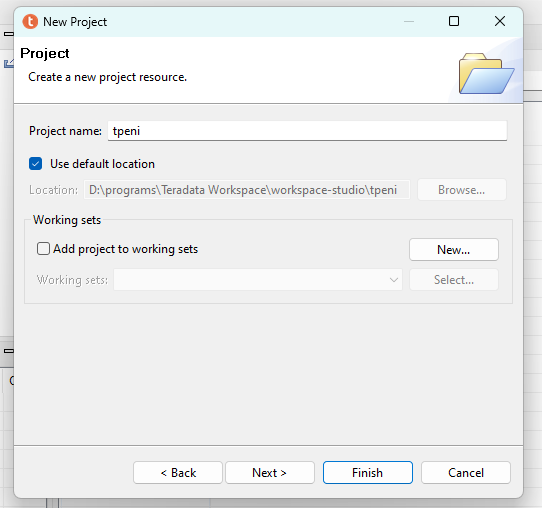 New Project
Project
Create a new project resource.
Project name: tpeni
Use default location
Location: D:\programs\Teradata Workspace\workspace-studio\tpeni Browse...
Working sets
Add project to working sets New...
Working sets: Select...
< Back Next > Finish Cancel